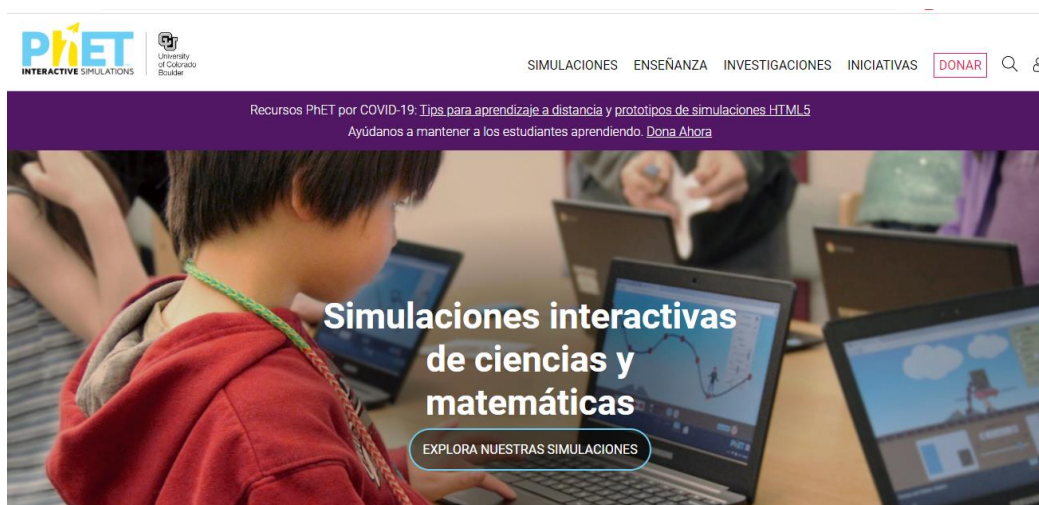 PhET
INTERACTIVE SIMULATIONS
University
of Colorado
Boulder
SIMULACIONES ENSEÑANZA INVESTIGACIONES INICIATIVAS DONAR
Recursos PhET por COVID-19: Tips para aprendizaje a distancia y prototipos de simulaciones HTML5
Ayúdanos a mantener a los estudiantes aprendiendo. Dona Ahora
Simulaciones interactivas
de ciencias y
matemáticas
EXPLORA NUESTRAS SIMULACIONES